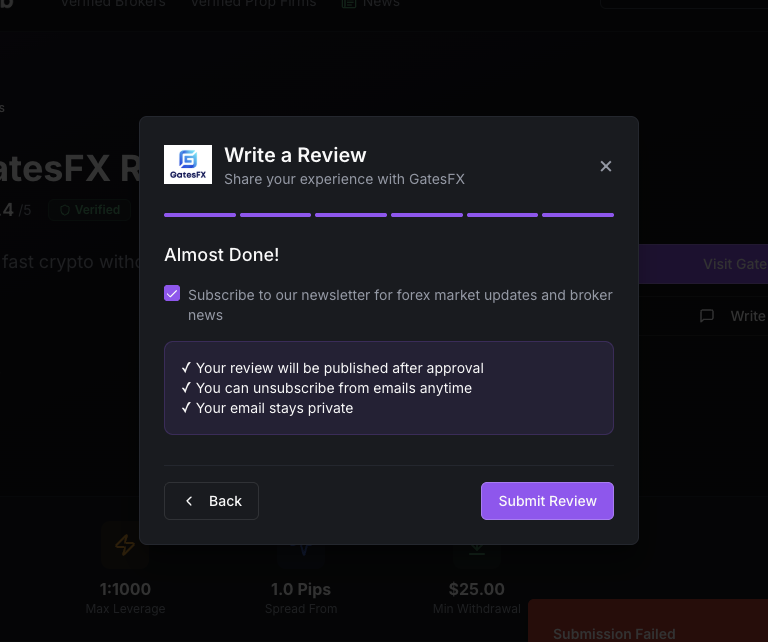 Verified Brokers Verified Prop Firms News
atesFX R
.4 /5 Verified
fast crypto
Visit Gate
Write
GatesFX
Write a Review
Share your experience with GatesFX
Almost Done!
Subscribe to our newsletter for forex market updates and broker
news
✓ Your review will be published after approval
✓ You can unsubscribe from emails anytime
✓ Your email stays private
Back
Submit Review
1:1000
Max Leverage
1.0 Pips
Spread From
$25.00
Min Withdrawal
Submission Failed